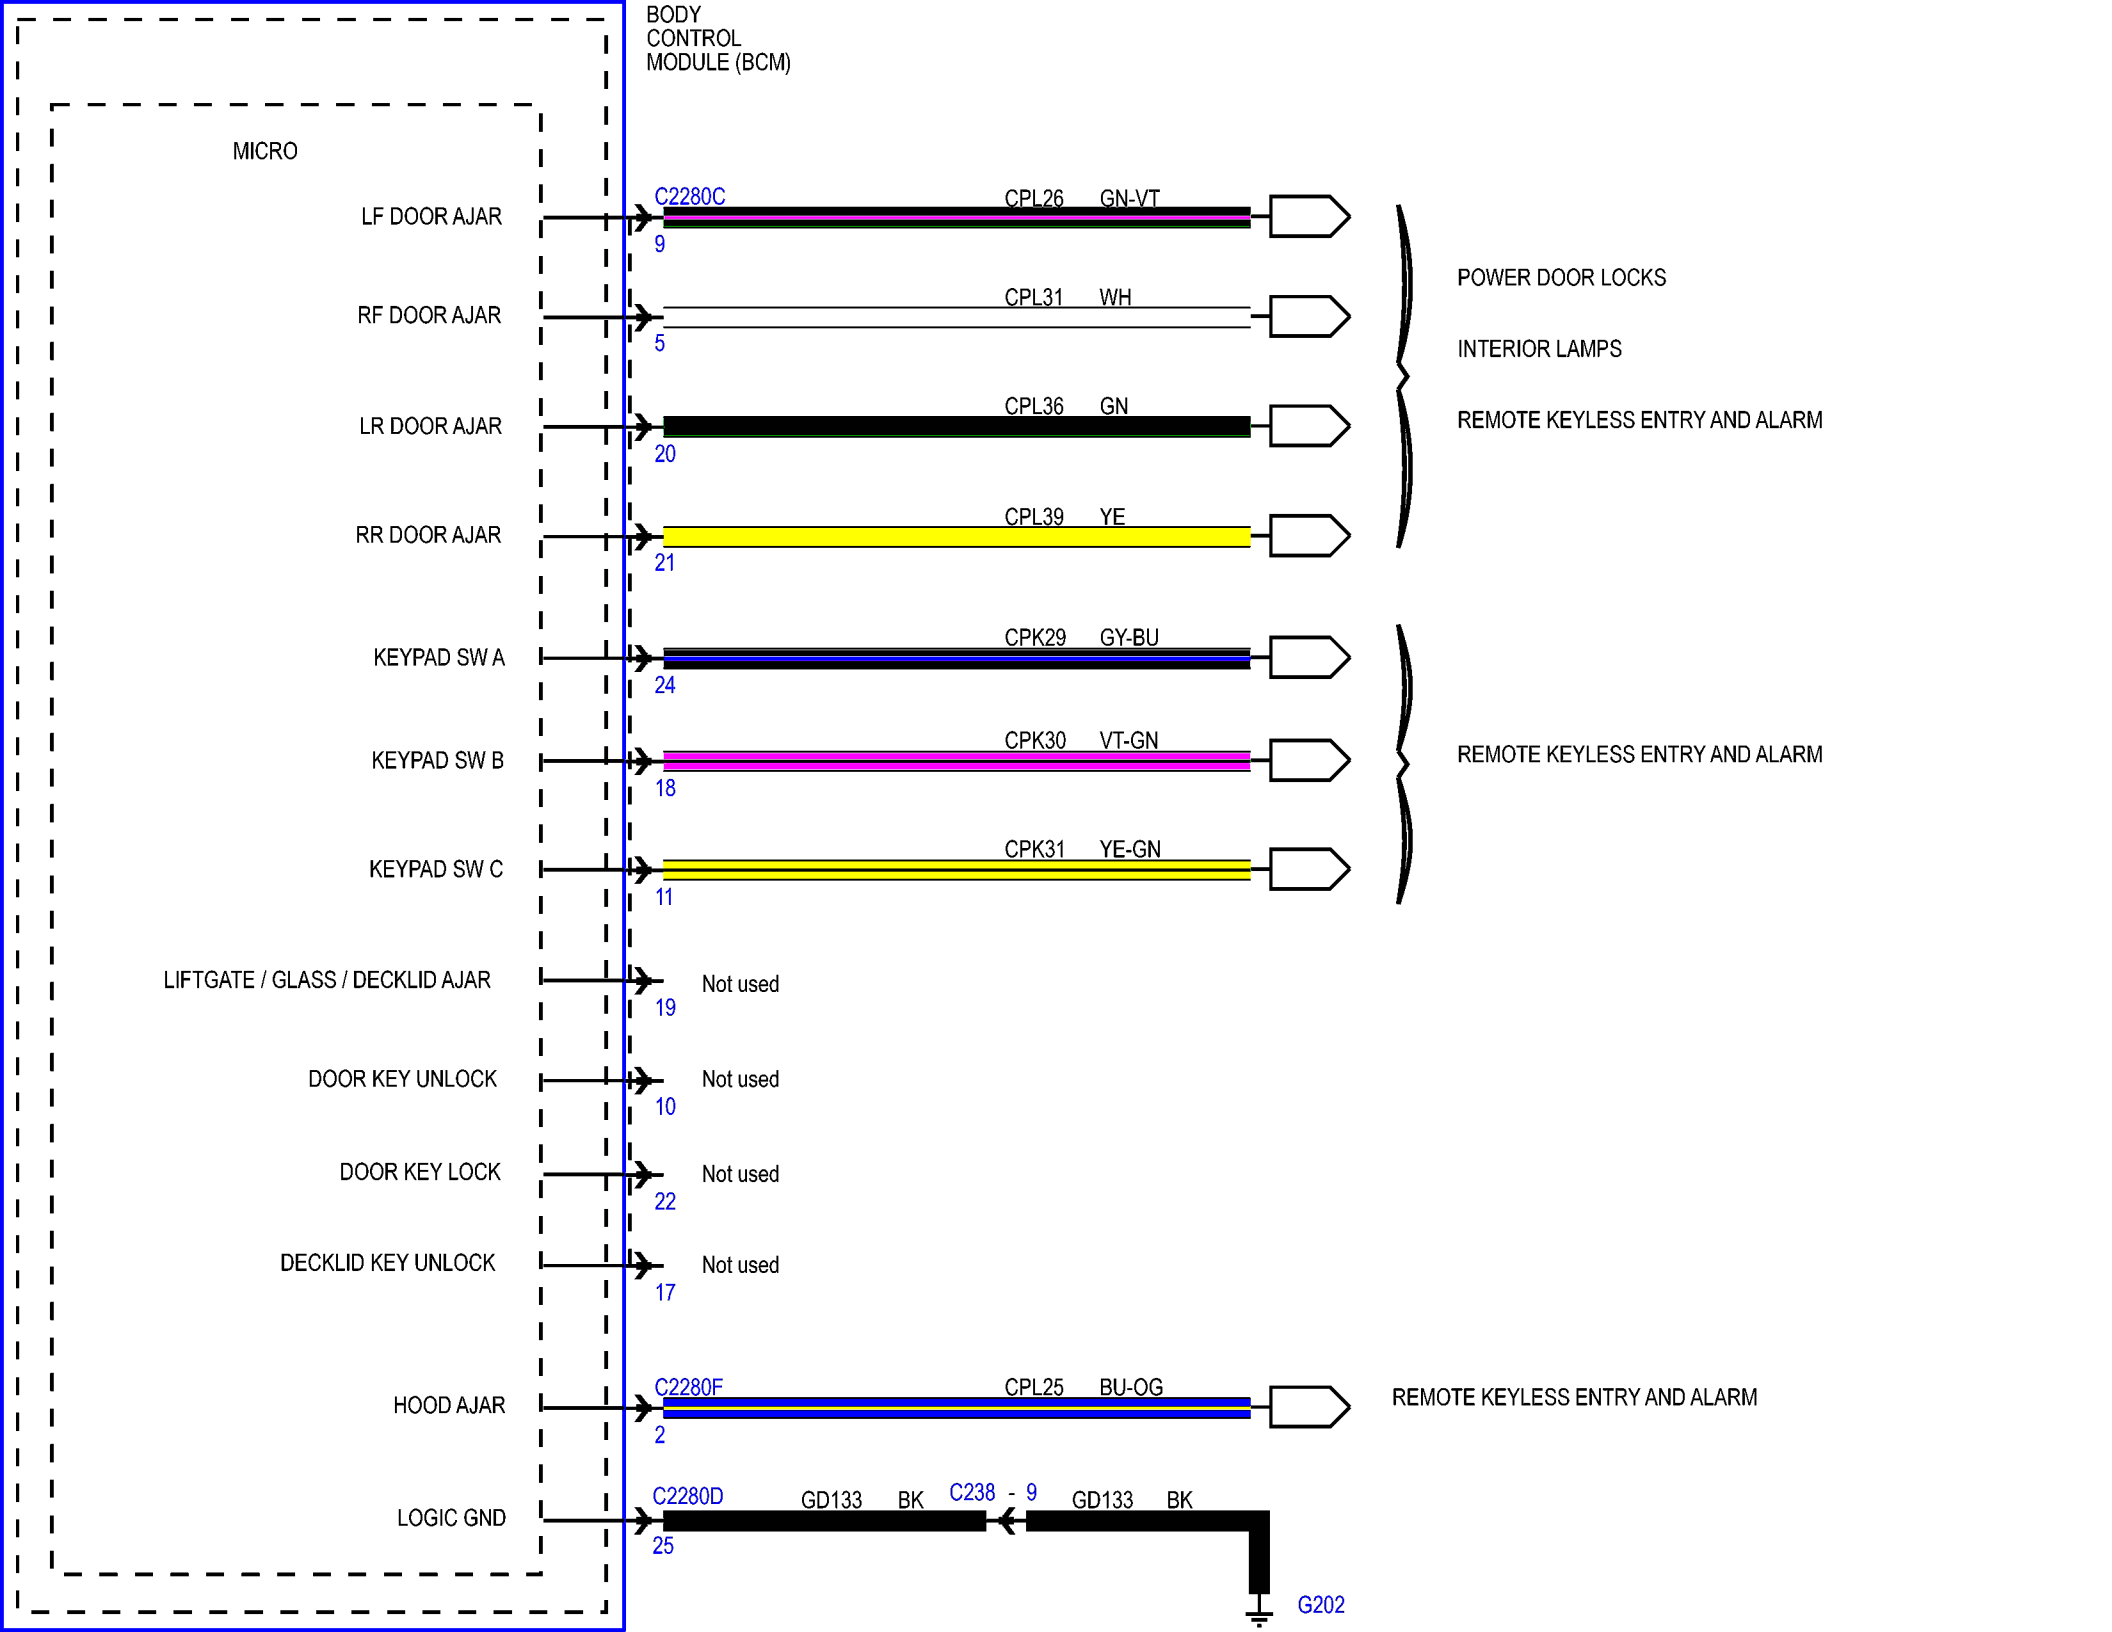 BODY
CONTROL
MODULE (BCM)
MICRO
LF DOOR AJAR
C2280C
9
CPL26 GN-VT
RF DOOR AJAR
5
CPL31 WH
LR DOOR AJAR
20
CPL36 GN
RR DOOR AJAR
21
CPL39 YE
POWER DOOR LOCKS
INTERIOR LAMPS
REMOTE KEYLESS ENTRY AND ALARM
KEYPAD SW A
24
CPK29 GY-BU
KEYPAD SW B
18
CPK30 VT-GN
KEYPAD SW C
11
CPK31 YE-GN
REMOTE KEYLESS ENTRY AND ALARM
LIFTGATE / GLASS / DECKLID AJAR
19
Not used
DOOR KEY UNLOCK
10
Not used
DOOR KEY LOCK
22
Not used
DECKLID KEY UNLOCK
17
Not used
HOOD AJAR
C2280F
2
CPL25 BU-OG
REMOTE KEYLESS ENTRY AND ALARM
LOGIC GND
C2280D
25
GD133 BK
C238 - 9
GD133 BK
G202